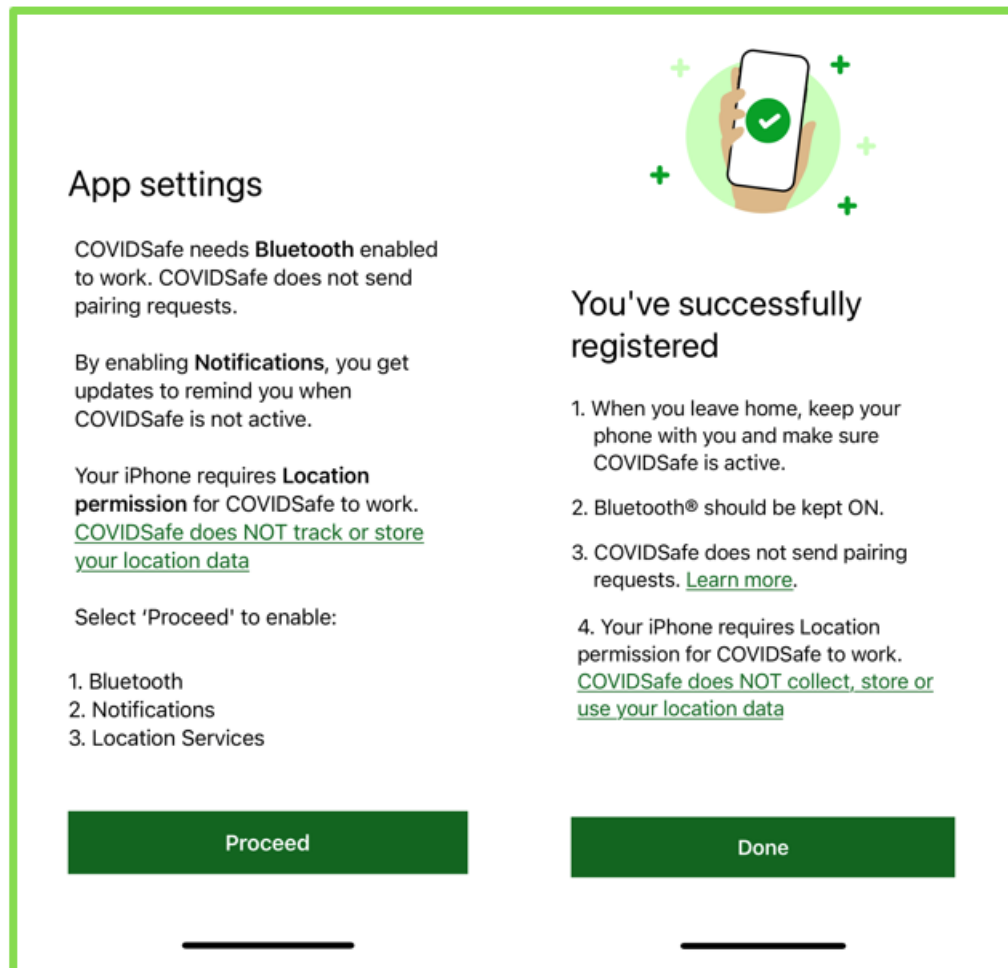 App settings
COVIDSafe needs Bluetooth enabled
to work. COVIDSafe does not send
pairing requests.
By enabling Notifications, you get
updates to remind you when
COVIDSafe is not active.
Your iPhone requires Location
permission for COVIDSafe to work.
COVIDSafe does NOT track or store
your location data
Select ‘Proceed' to enable:
1. Bluetooth
2. Notifications
3. Location Services
Proceed
You've successfully
registered
1. When you leave home, keep your
phone with you and make sure
COVIDSafe is active.
2. Bluetooth® should be kept ON.
3. COVIDSafe does not send pairing
requests. Learn more.
4. Your iPhone requires Location
permission for COVIDSafe to work.
COVIDSafe does NOT collect, store or
use your location data
Done